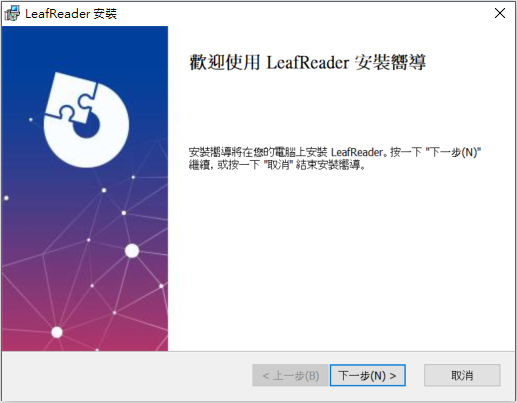 LeafReader 安裝
歡迎使用 LeafReader 安裝嚮導
安裝嚮導將在您的電腦上安裝 LeafReader。按一下 "下一步(N)"
繼續, 或按一下 "取消" 結束安裝嚮導。
< 上一步(B)
下一步(N) >
取消